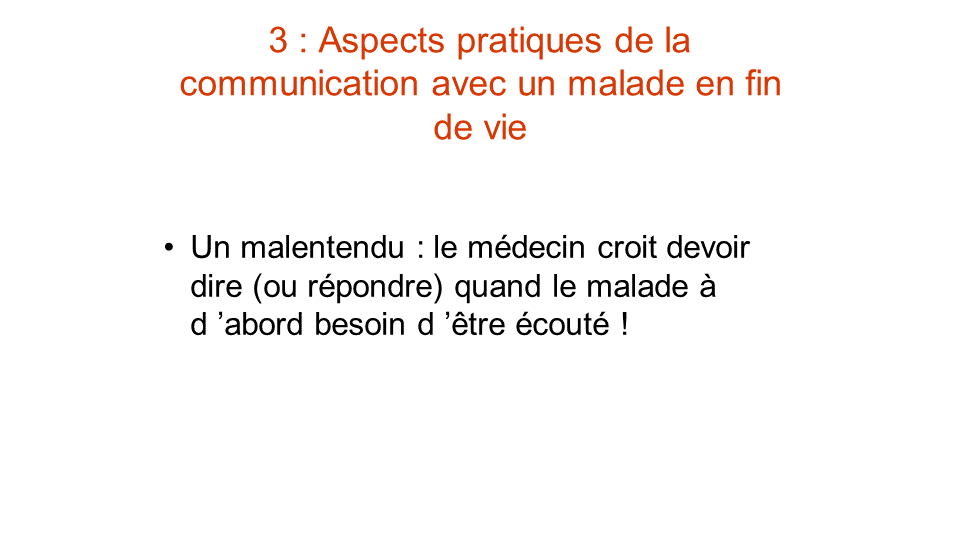 3 : Aspects pratiques de la
communication avec un malade en fin
de vie
• Un malentendu : le médecin croit devoir
dire (ou répondre) quand le malade à
d ’abord besoin d ’être écouté !